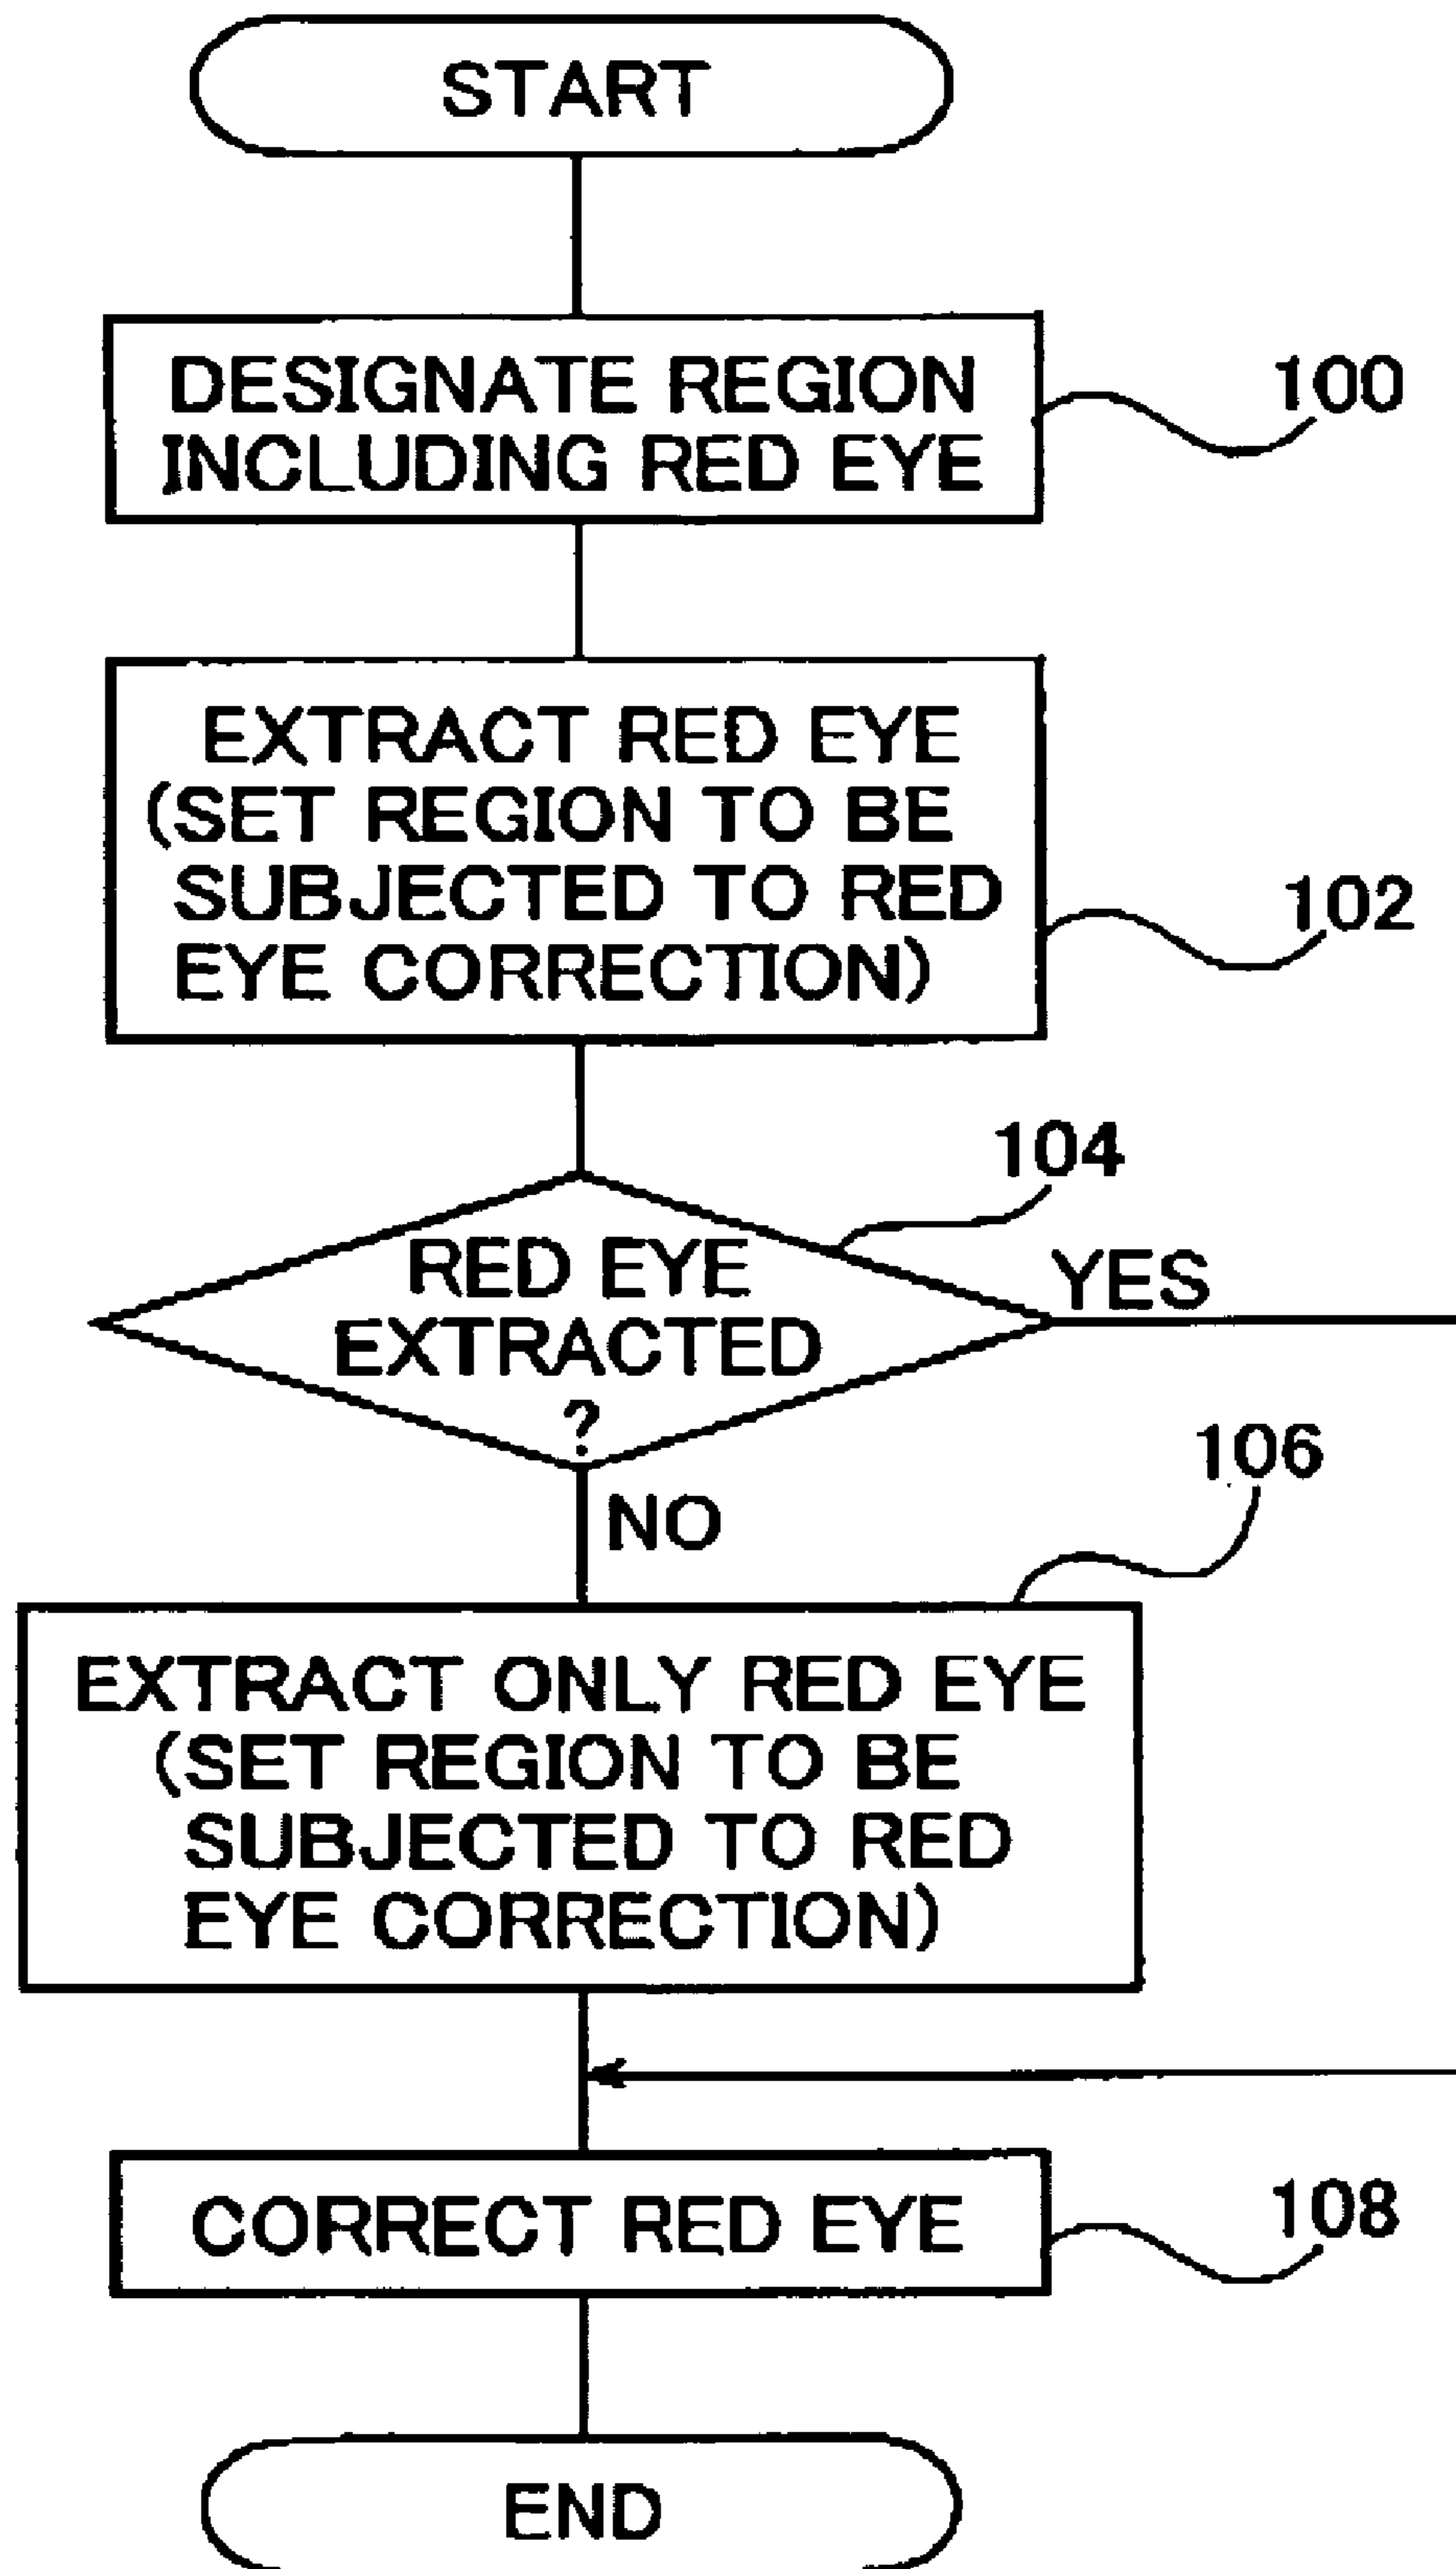 START
DESIGNATE REGION
INCLUDING RED EYE
100
EXTRACT RED EYE
(SET REGION TO BE
SUBJECTED TO RED
EYE CORRECTION)
102
104
RED EYE
EXTRACTED
?
YES
NO
106
EXTRACT ONLY RED EYE
(SET REGION TO BE
SUBJECTED TO RED
EYE CORRECTION)
CORRECT RED EYE
108
END